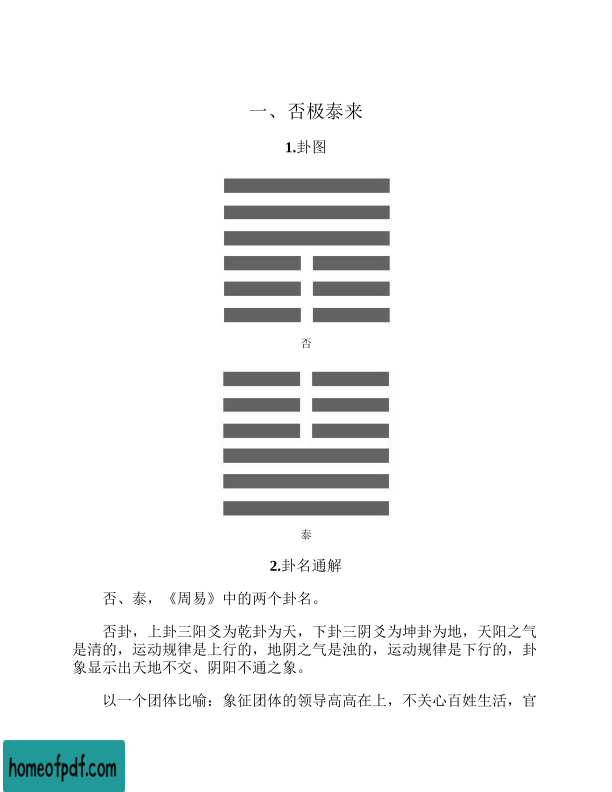 一、否极泰来
1.卦图
否
泰
2.卦名通解
否、泰，《周易》中的两个卦名。
否卦，上卦三阳爻为乾卦为天，下卦三阴爻为坤卦为地，天阳之气
是清的，运动规律是上行的，地阴之气是浊的，运动规律是下行的，卦
象显示出天地不交、阴阳不通之象。
以一个团体比喻：象征团体的领导高高在上，不关心百姓生活，官
homeofpdf.com